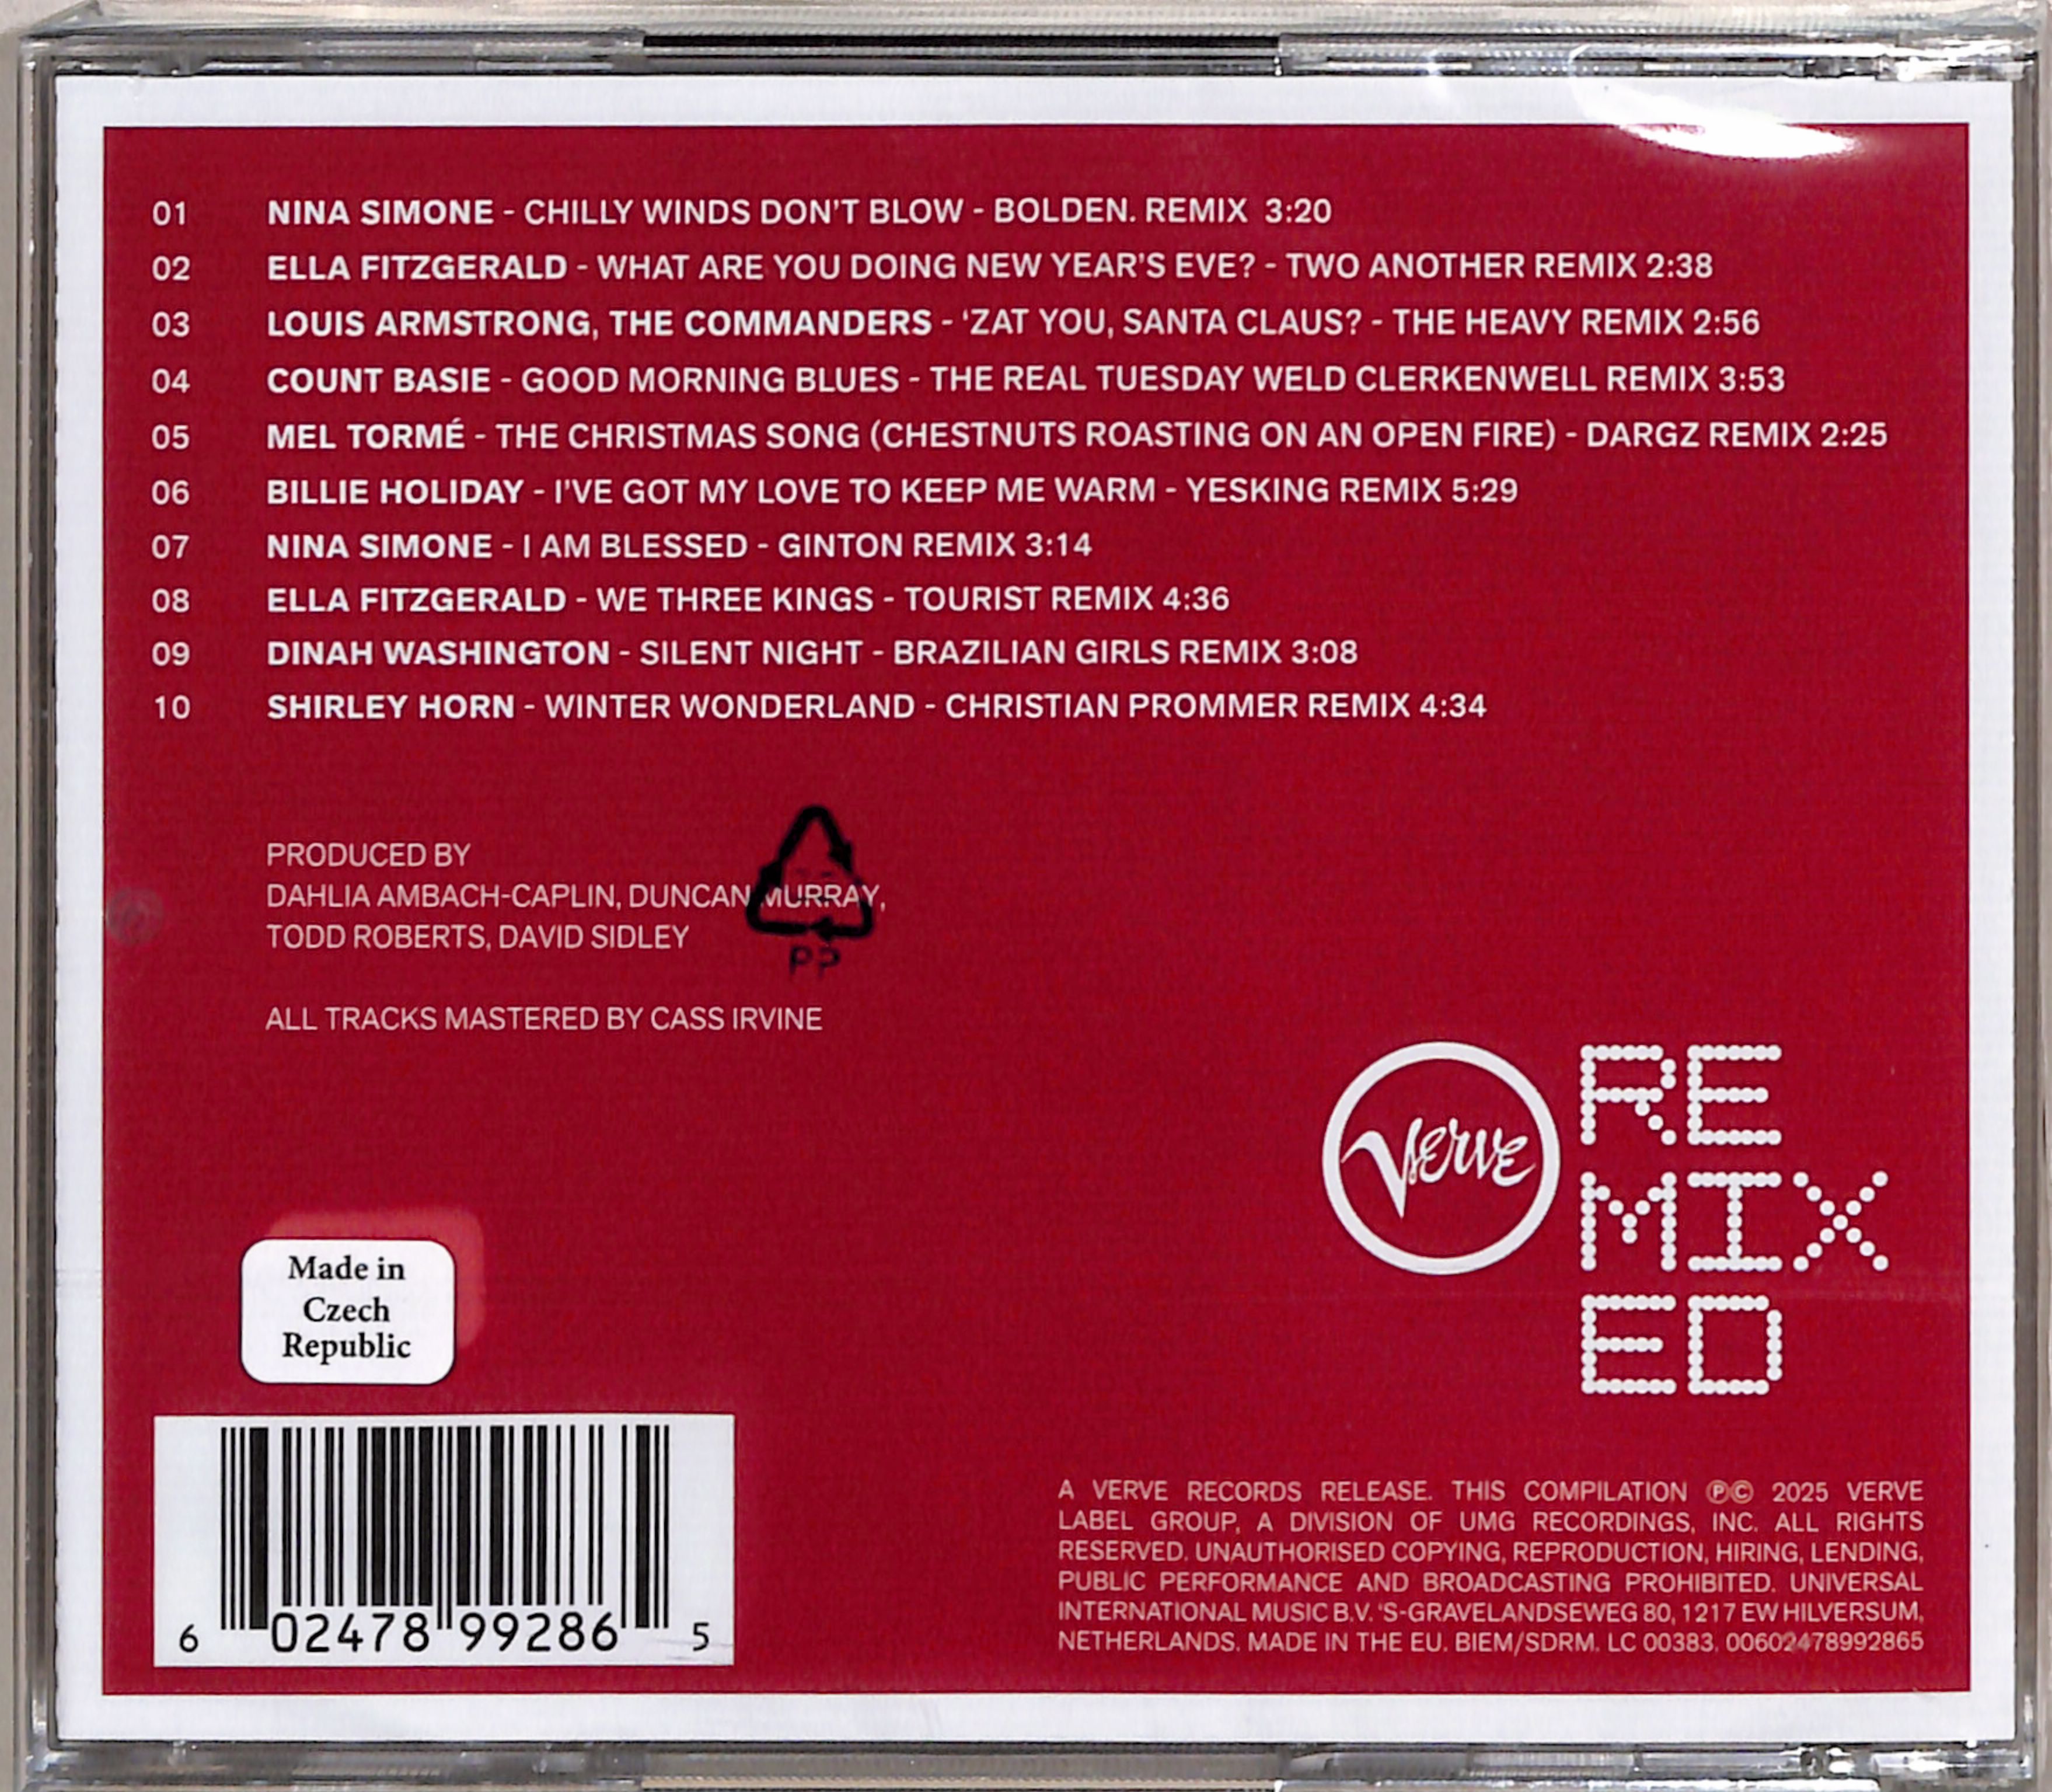 01 NINA SIMONE - CHILLY WINDS DON'T BLOW - BOLDEN. REMIX 3:20
02 ELLA FITZGERALD - WHAT ARE YOU DOING NEW YEAR'S EVE? - TWO ANOTHER REMIX 2:38
03 LOUIS ARMSTRONG, THE COMMANDERS - 'ZAT YOU, SANTA CLAUS? - THE HEAVY REMIX 2:56
04 COUNT BASIE - GOOD MORNING BLUES - THE REAL TUESDAY WELD CLERKENWELL REMIX 3:53
05 MEL TORMÉ - THE CHRISTMAS SONG (CHESTNUTS ROASTING ON AN OPEN FIRE) - DARGZ REMIX 2:25
06 BILLIE HOLIDAY - I'VE GOT MY LOVE TO KEEP ME WARM - YESKING REMIX 5:29
07 NINA SIMONE - I AM BLESSED - GINTON REMIX 3:14
08 ELLA FITZGERALD - WE THREE KINGS - TOURIST REMIX 4:36
09 DINAH WASHINGTON - SILENT NIGHT - BRAZILIAN GIRLS REMIX 3:08
10 SHIRLEY HORN - WINTER WONDERLAND - CHRISTIAN PROMMER REMIX 4:34
PRODUCED BY
DAHLIA AMBACH-CAPLIN, DUNCAN MURRAY,
TODD ROBERTS, DAVID SIDLEY
PP
ALL TRACKS MASTERED BY CASS IRVINE
Verve
RE
MIX
ED
Made in
Czech
Republic
6 02478 99286 5
A VERVE RECORDS RELEASE. THIS COMPILATION ℗© 2025 VERVE
LABEL GROUP, A DIVISION OF UMG RECORDINGS, INC. ALL RIGHTS
RESERVED. UNAUTHORISED COPYING, REPRODUCTION, HIRING, LENDING,
PUBLIC PERFORMANCE AND BROADCASTING PROHIBITED. UNIVERSAL
INTERNATIONAL MUSIC B.V. 'S-GRAVELANDSEWEG 80, 1217 EW HILVERSUM,
NETHERLANDS. MADE IN THE EU. BIEM/SDRM. LC 00383. 00602478992865